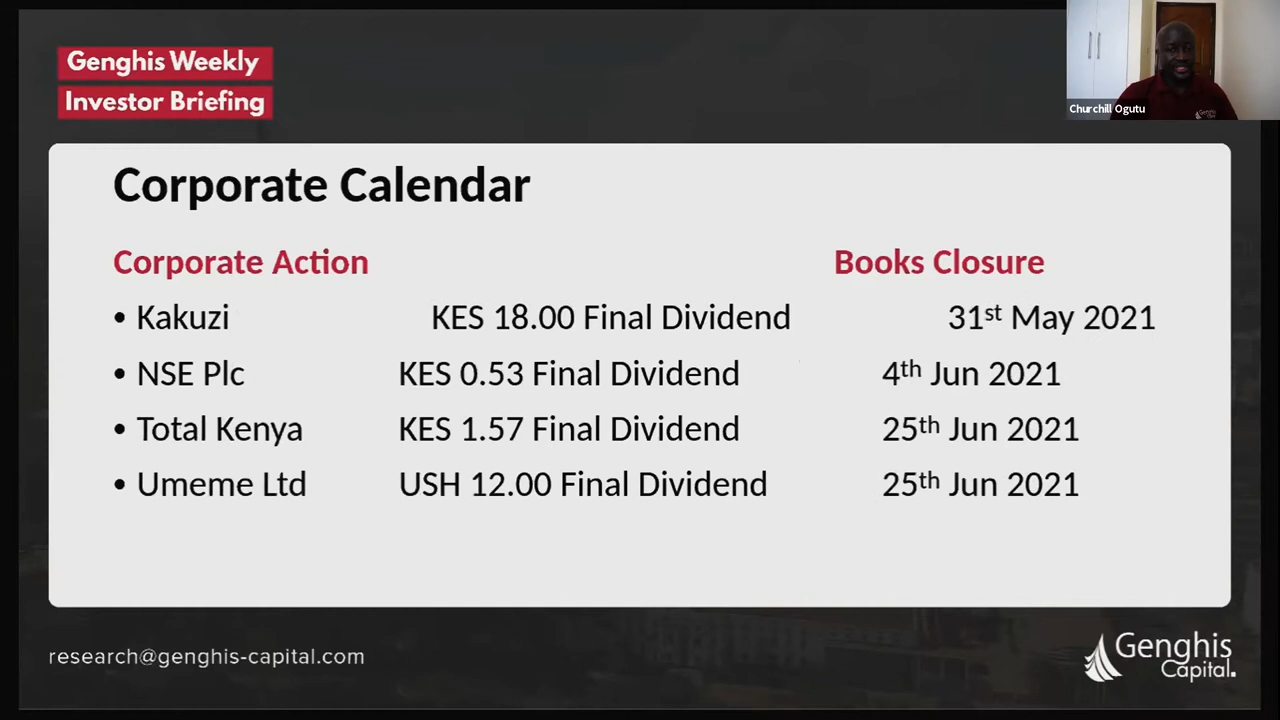 Genghis Weekly
Investor Briefing
Churchill Ogutu
Corporate Calendar
Corporate Action Books Closure
• Kakuzi KES 18.00 Final Dividend 31st May 2021
• NSE Plc KES 0.53 Final Dividend 4th Jun 2021
• Total Kenya KES 1.57 Final Dividend 25th Jun 2021
• Umeme Ltd USH 12.00 Final Dividend 25th Jun 2021
research@genghis-capital.com
Genghis
Capital.